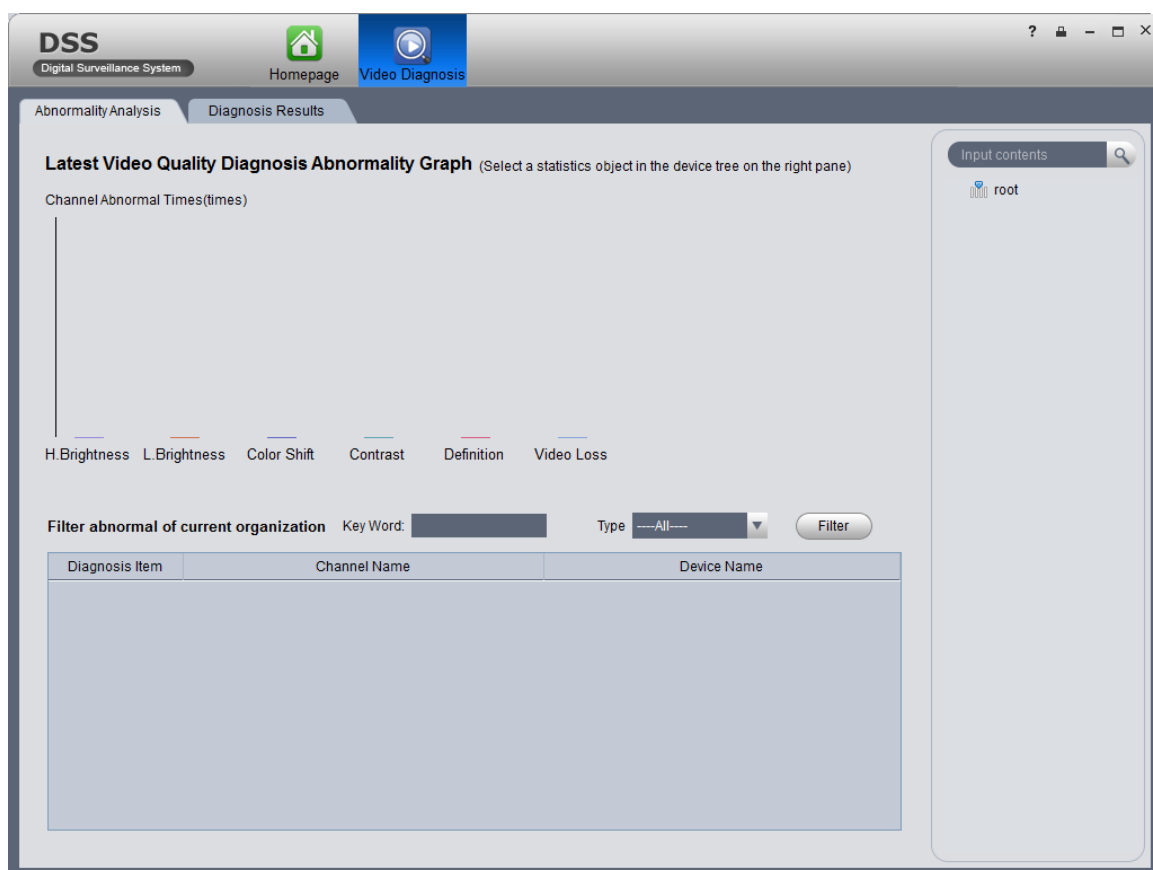 DSS
Digital Surveillance System
Homepage
Video Diagnosis
?
Abnormality Analysis
Diagnosis Results
Latest Video Quality Diagnosis Abnormality Graph (Select a statistics object in the device tree on the right pane)
Input contents
root
Channel Abnormal Times(times)
H.Brightness L.Brightness Color Shift Contrast Definition Video Loss
Filter abnormal of current organization Key Word: Type ----All---- Filter
Diagnosis Item Channel Name Device Name